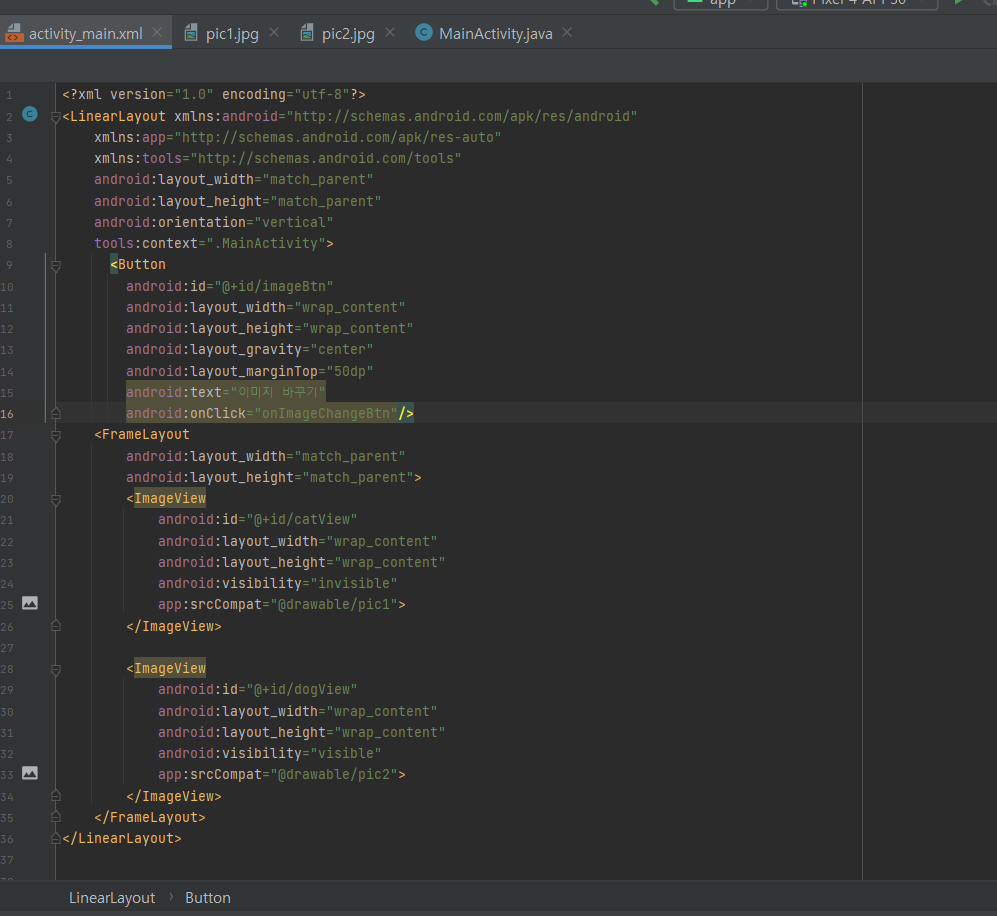 app
Pixel 4 API 30
activity_main.xml
pic1.jpg
pic2.jpg
MainActivity.java
1 <?xml version="1.0" encoding="utf-8"?>
2 <LinearLayout xmlns:android="http://schemas.android.com/apk/res/android"
3 xmlns:app="http://schemas.android.com/apk/res-auto"
4 xmlns:tools="http://schemas.android.com/tools"
5 android:layout_width="match_parent"
6 android:layout_height="match_parent"
7 android:orientation="vertical"
8 tools:context=".MainActivity">
9 <Button
10 android:id="@+id/imageBtn"
11 android:layout_width="wrap_content"
12 android:layout_height="wrap_content"
13 android:layout_gravity="center"
14 android:layout_marginTop="50dp"
15 android:text="이미지 바꾸기"
16 android:onClick="onImageChangeBtn"/>
17 <FrameLayout
18 android:layout_width="match_parent"
19 android:layout_height="match_parent">
20 <ImageView
21 android:id="@+id/catView"
22 android:layout_width="wrap_content"
23 android:layout_height="wrap_content"
24 android:visibility="invisible"
25 app:srcCompat="@drawable/pic1">
26 </ImageView>
27
28 <ImageView
29 android:id="@+id/dogView"
30 android:layout_width="wrap_content"
31 android:layout_height="wrap_content"
32 android:visibility="visible"
33 app:srcCompat="@drawable/pic2">
34 </ImageView>
35 </FrameLayout>
36 </LinearLayout>
37
LinearLayout › Button